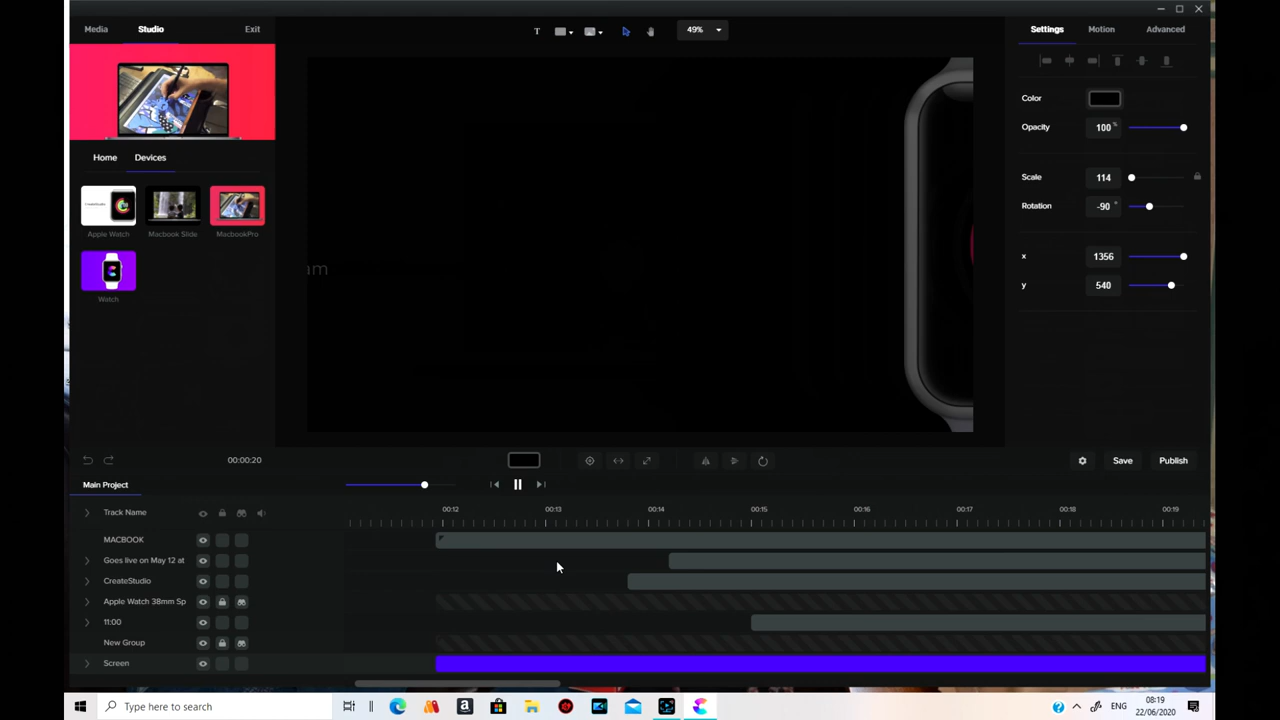 Media Studio Exit
T 49%
Settings Motion Advanced
Color
Opacity 100 %
Home Devices
Scale 114
Rotation -90 °
Apple Watch Macbook Slide MacbookPro
x 1356
am
y 540
Watch
00:00:20
Save Publish
Main Project
Track Name
00:12 00:13 00:14 00:15 00:16 00:17 00:18 00:19
MACBOOK
Goes live on May 12 at
CreateStudio
Apple Watch 38mm Sp
11:00
New Group
Screen
Type here to search
ENG
08:19
22/06/2020